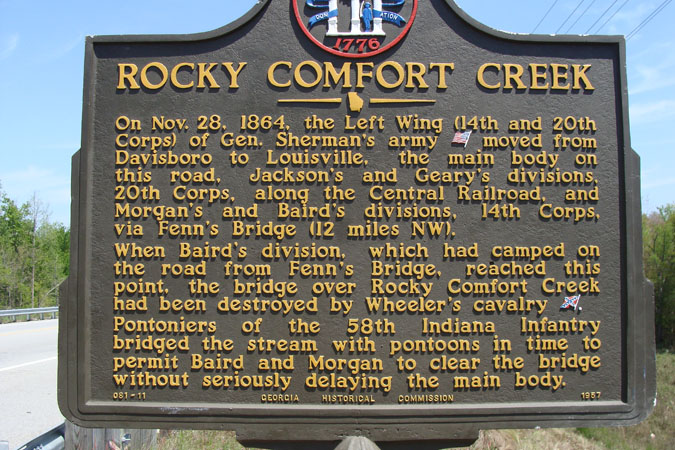 1776
ROCKY COMFORT CREEK
On Nov. 28, 1864, the Left Wing (14th and 20th
Corps) of Gen. Sherman's army moved from
Davisboro to Louisville, the main body on
this road, Jackson's and Geary's divisions,
20th Corps, along the Central Railroad, and
Morgan's and Baird's divisions, 14th Corps,
via Fenn's Bridge (12 miles NW).
When Baird's division, which had camped on
the road from Fenn's Bridge, reached this
point, the bridge over Rocky Comfort Creek
had been destroyed by Wheeler's cavalry
Pontoniers of the 58th Indiana Infantry
bridged the stream with pontoons in time to
permit Baird and Morgan to clear the bridge
without seriously delaying the main body.
081-11 GEORGIA HISTORICAL COMMISSION 1957